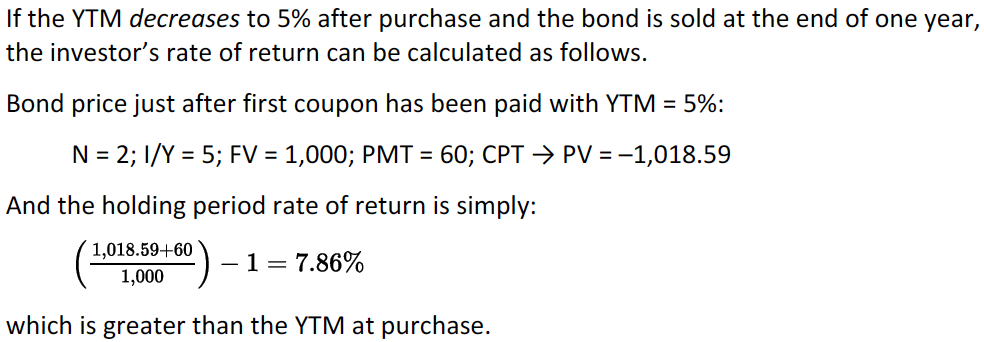 If the YTM decreases to 5% after purchase and the bond is sold at the end of one year,
the investor’s rate of return can be calculated as follows.
Bond price just after first coupon has been paid with YTM = 5%:
N = 2; I/Y = 5; FV = 1,000; PMT = 60; CPT → PV = –1,018.59
And the holding period rate of return is simply:
(1,018.59+60 / 1,000) − 1 = 7.86%
which is greater than the YTM at purchase.